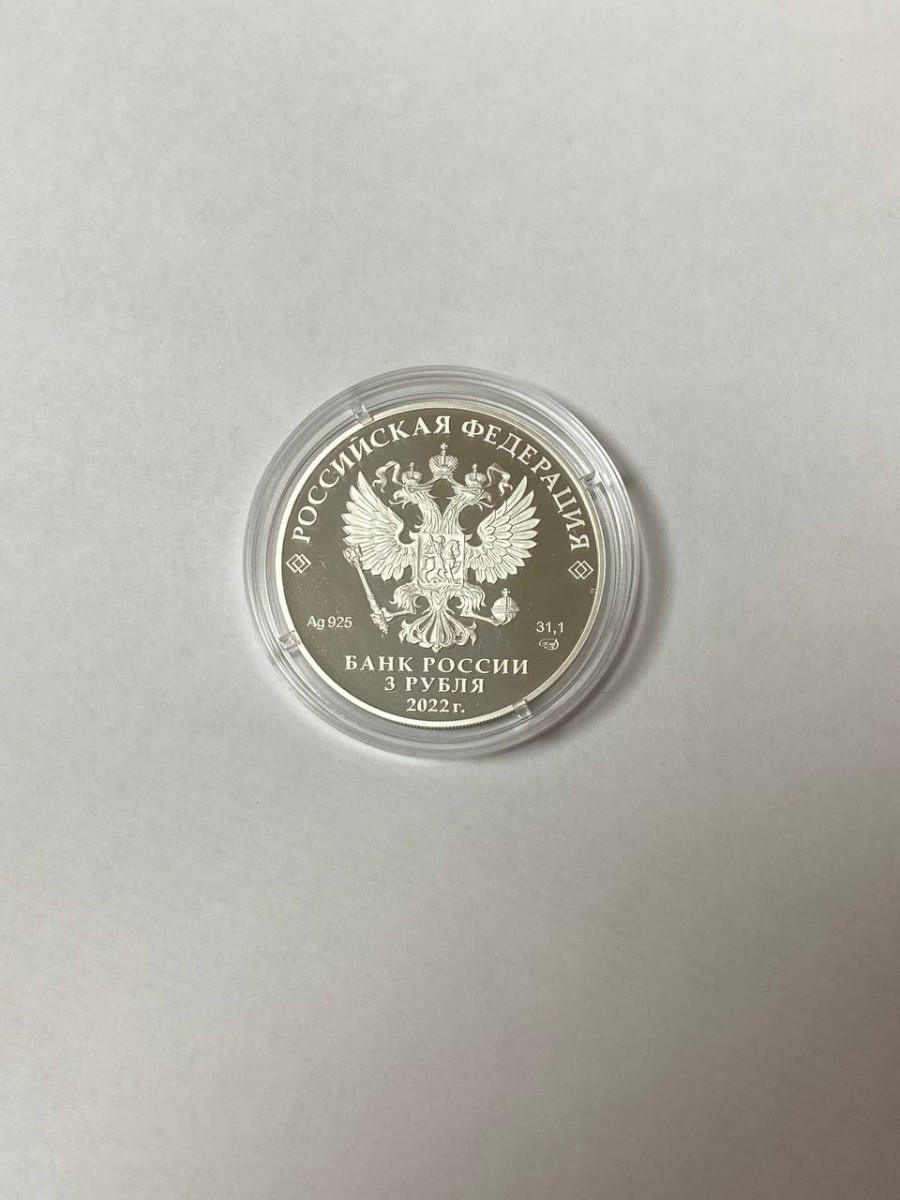 РОССИЙСКАЯ ФЕДЕРАЦИЯ
Ag 925
31,1
БАНК РОССИИ
3 РУБЛЯ
2022 г.